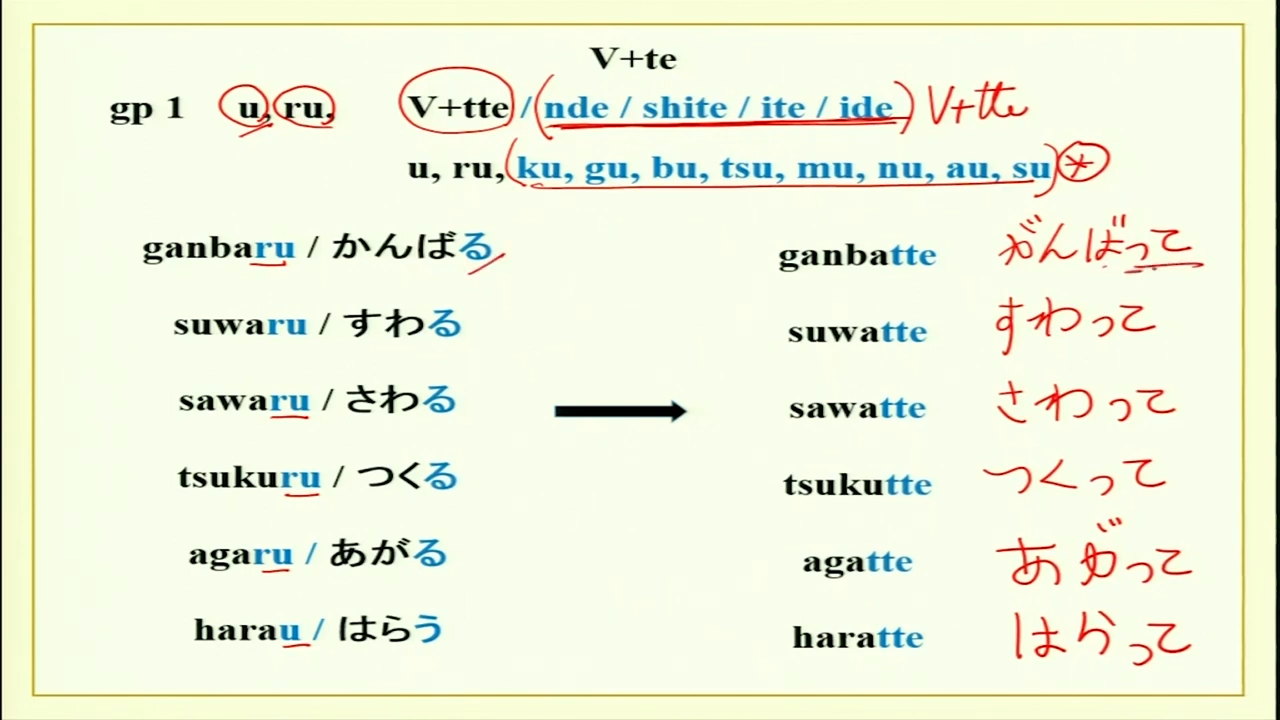 V+te
gp 1 u, ru, V+tte / (nde / shite / ite / ide) V+tte
u, ru, (ku, gu, bu, tsu, mu, nu, au, su) *
ganbaru / かんばる ganbatte がんばって
suwaru / すわる suwatte すわって
sawaru / さわる sawatte さわって
tsukuru / つくる tsukutte つくって
agaru / あがる agatte あがって
harau / はらう haratte はらって